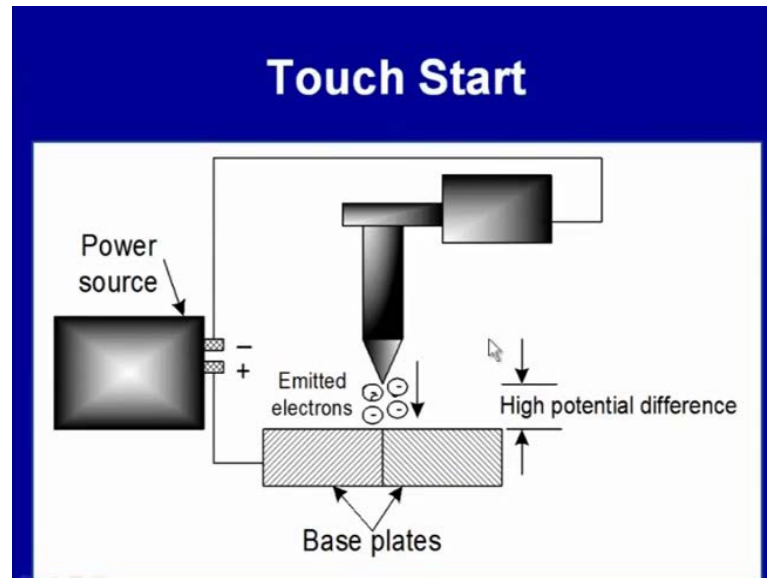 Touch Start
Power
source
−
+
Emitted
electrons
High potential difference
Base plates